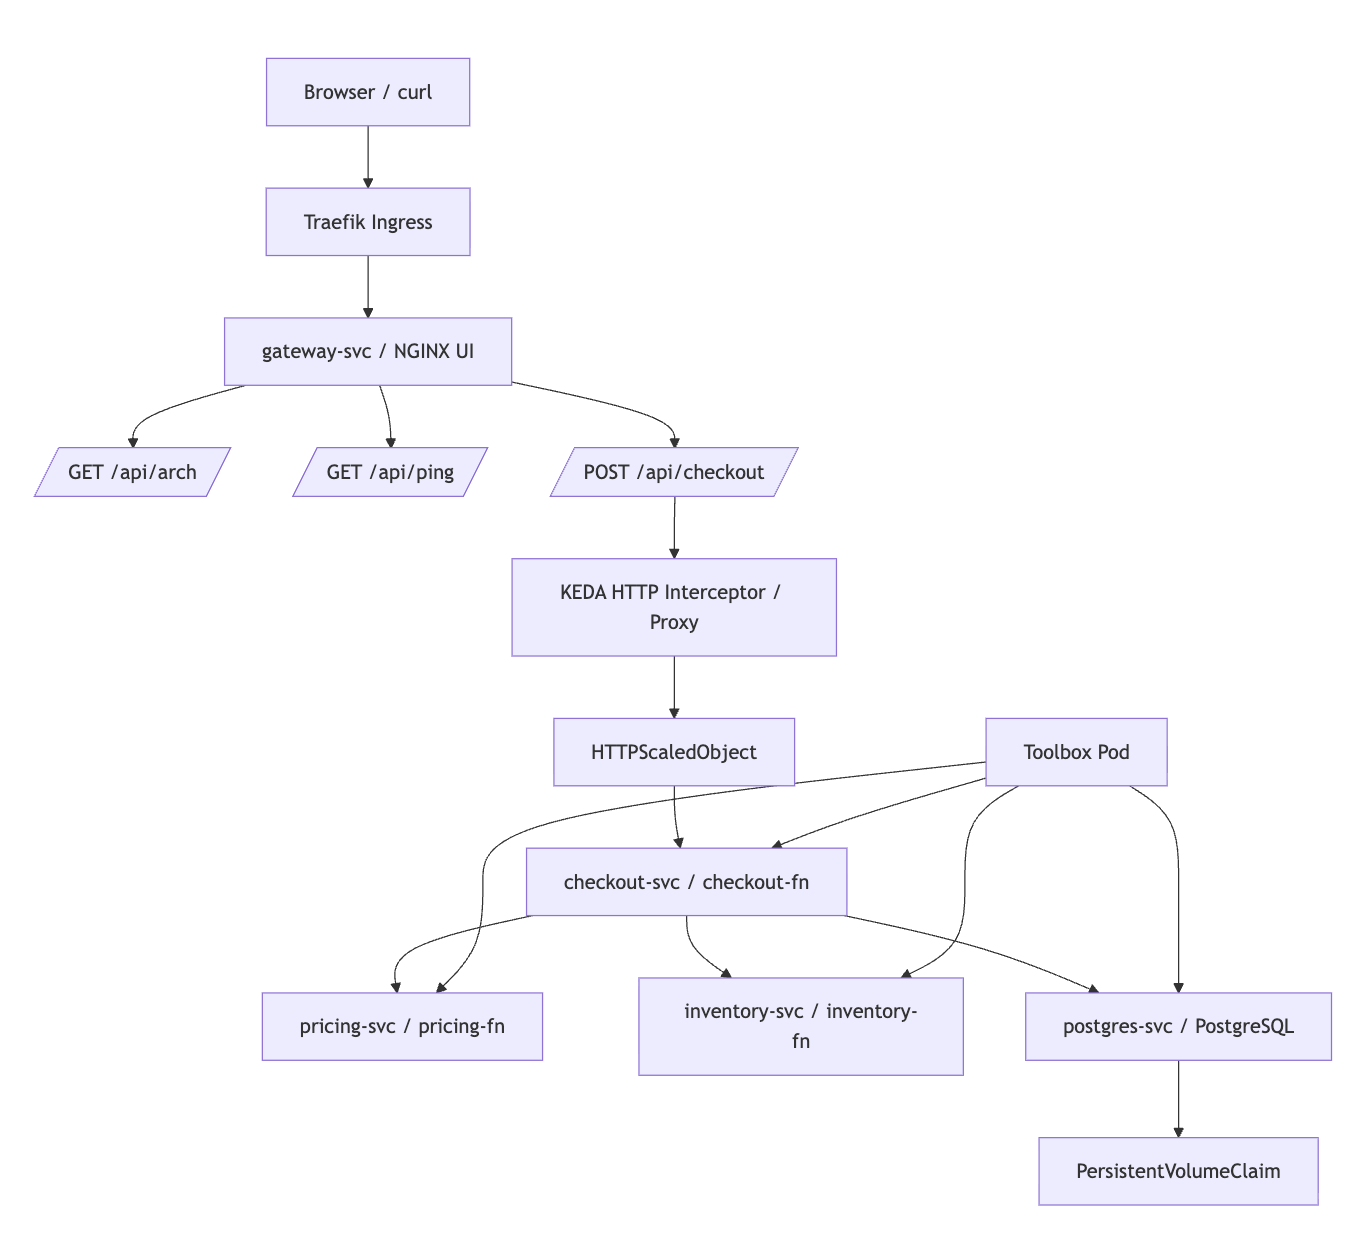 Browser / curl
Traefik Ingress
gateway-svc / NGINX UI
GET /api/arch
GET /api/ping
POST /api/checkout
KEDA HTTP Interceptor /
Proxy
HTTPScaledObject
Toolbox Pod
checkout-svc / checkout-fn
pricing-svc / pricing-fn
inventory-svc / inventory-
fn
postgres-svc / PostgreSQL
PersistentVolumeClaim